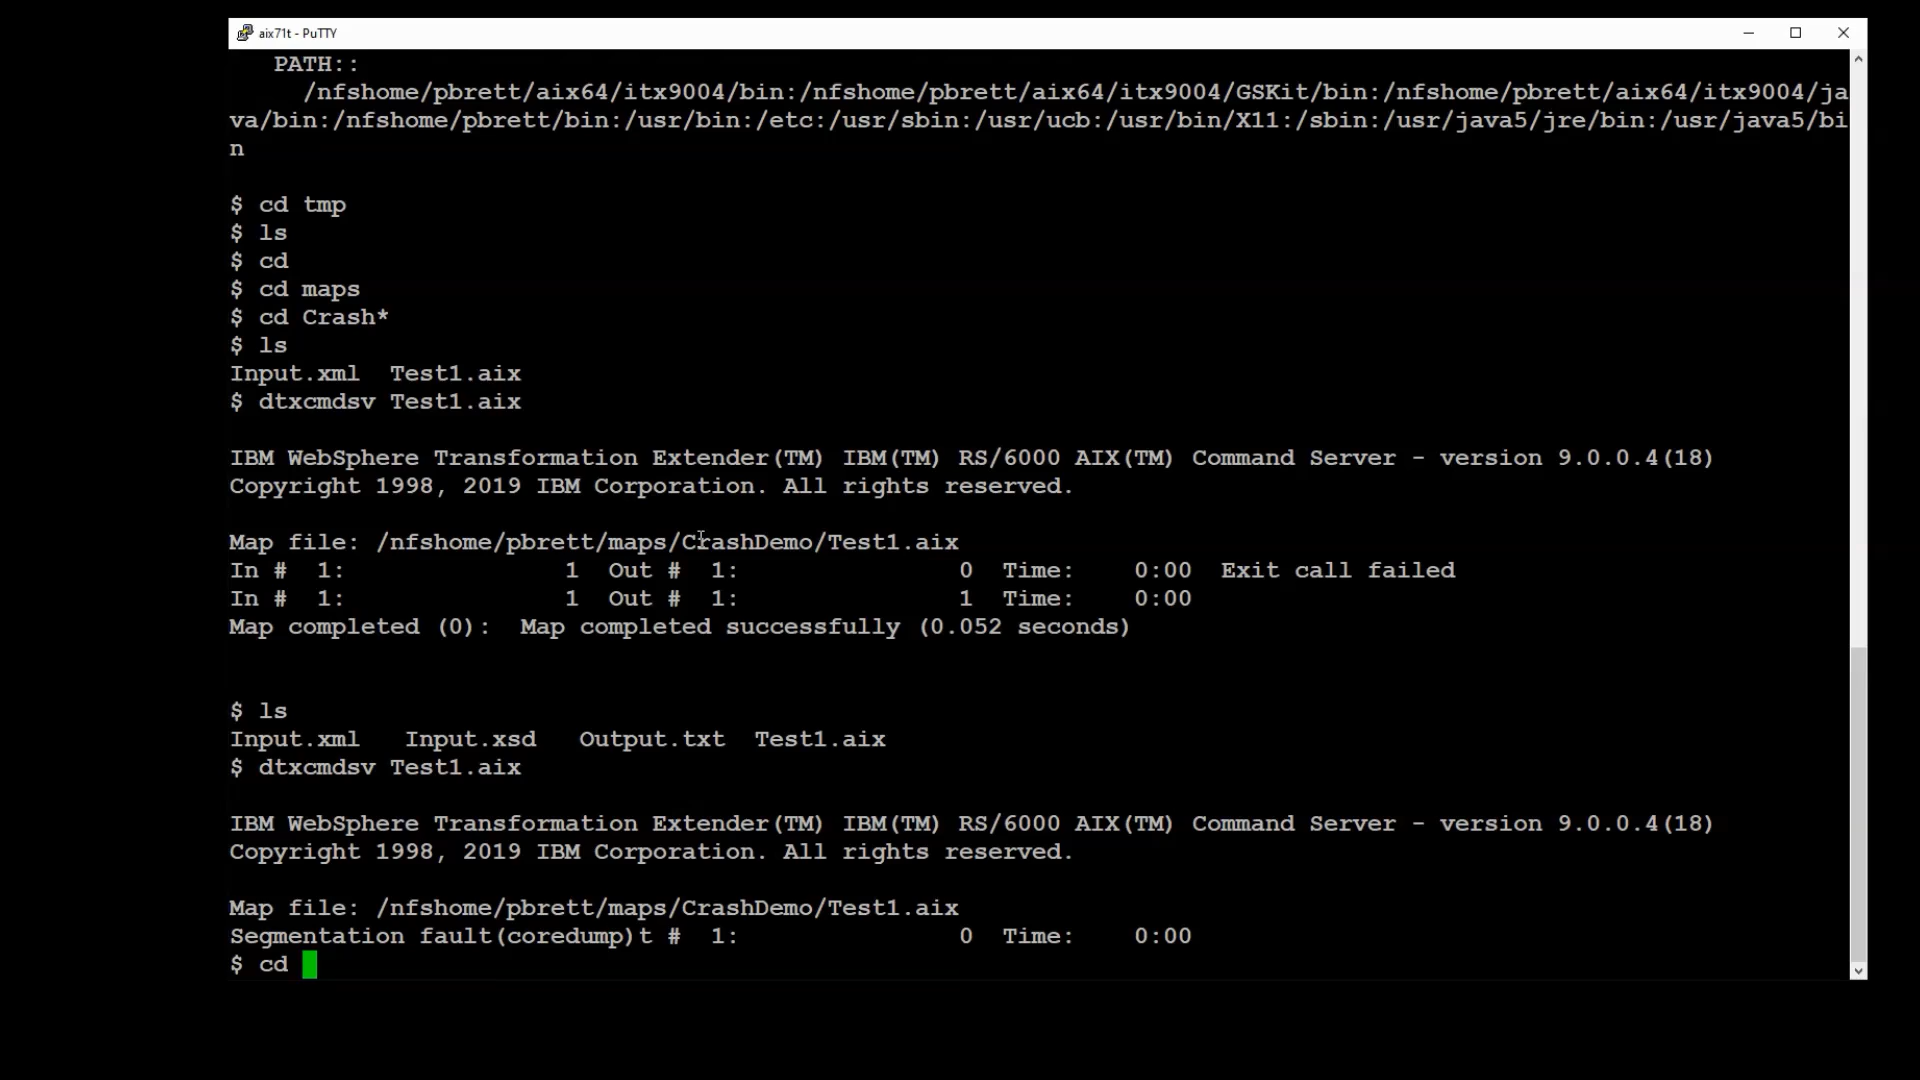 aix71t - PuTTY
PATH::
/nfshome/pbrett/aix64/itx9004/bin:/nfshome/pbrett/aix64/itx9004/GSKit/bin:/nfshome/pbrett/aix64/itx9004/ja
va/bin:/nfshome/pbrett/bin:/usr/bin:/etc:/usr/sbin:/usr/ucb:/usr/bin/X11:/sbin:/usr/java5/jre/bin:/usr/java5/bi
n
$ cd tmp
$ ls
$ cd
$ cd maps
$ cd Crash*
$ ls
Input.xml  Test1.aix
$ dtxcmdsv Test1.aix
IBM WebSphere Transformation Extender(TM) IBM(TM) RS/6000 AIX(TM) Command Server - version 9.0.0.4(18)
Copyright 1998, 2019 IBM Corporation. All rights reserved.
Map file: /nfshome/pbrett/maps/CrashDemo/Test1.aix
In #  1:               1  Out #  1:               0  Time:    0:00  Exit call failed
In #  1:               1  Out #  1:               1  Time:    0:00
Map completed (0):  Map completed successfully (0.052 seconds)
$ ls
Input.xml   Input.xsd   Output.txt  Test1.aix
$ dtxcmdsv Test1.aix
IBM WebSphere Transformation Extender(TM) IBM(TM) RS/6000 AIX(TM) Command Server - version 9.0.0.4(18)
Copyright 1998, 2019 IBM Corporation. All rights reserved.
Map file: /nfshome/pbrett/maps/CrashDemo/Test1.aix
Segmentation fault(coredump)t #  1:               0  Time:    0:00
$ cd